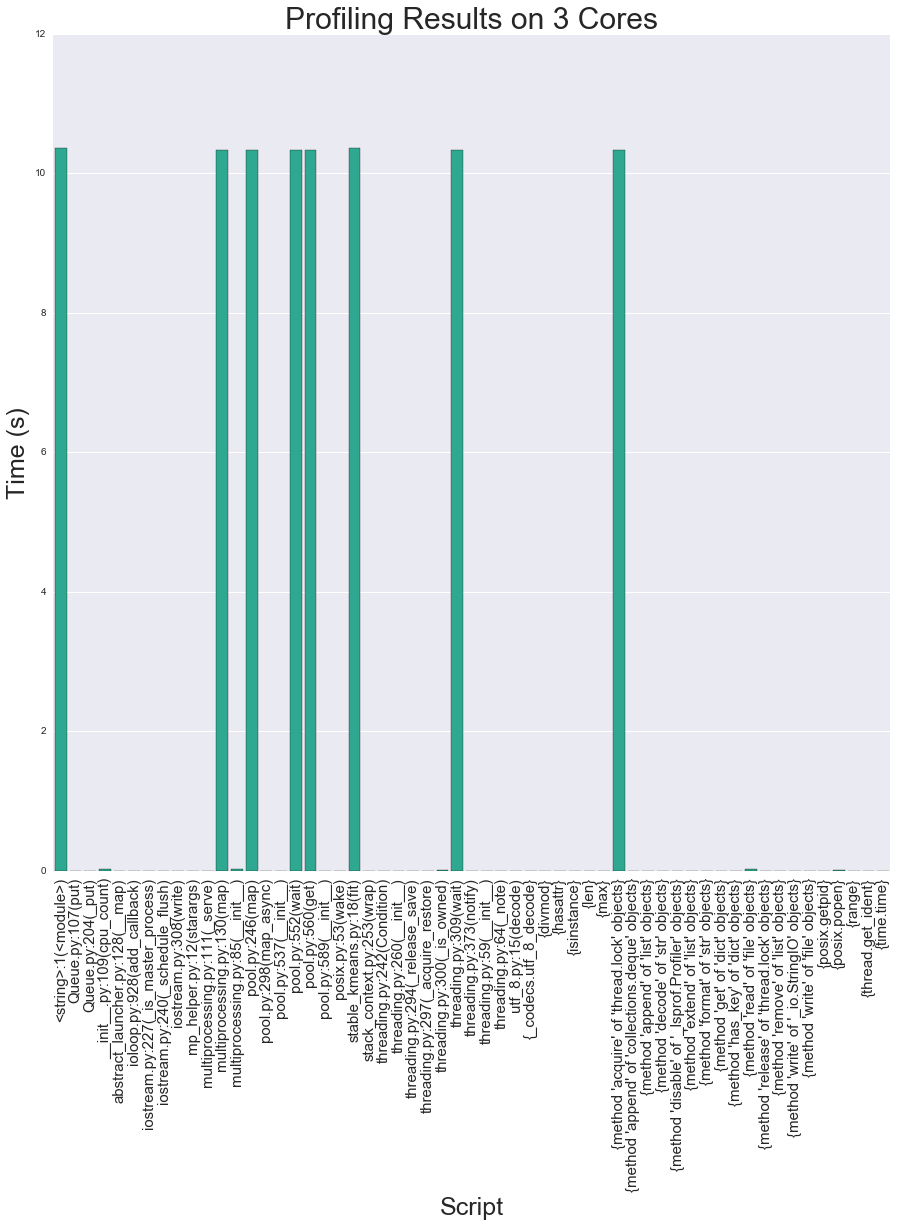 Profiling Results on 3 Cores
12
10
8
6
4
2
0
Time (s)
<string>:1(<module>)
Queue.py:107(put)
Queue.py:204(_put)
__init__.py:109(cpu_count)
abstract_launcher.py:128(__map)
ioloop.py:928(add_callback)
iostream.py:227(_is_master_process)
iostream.py:240(_schedule_flush)
iostream.py:308(write)
mp_helper.py:12(starargs)
multiprocessing.py:111(_serve)
multiprocessing.py:130(map)
multiprocessing.py:85(__init__)
pool.py:246(map)
pool.py:298(map_async)
pool.py:537(__init__)
pool.py:552(wait)
pool.py:560(get)
pool.py:589(__init__)
posix.py:53(wake)
stable_kmeans.py:18(fit)
stack_context.py:253(wrap)
threading.py:242(Condition)
threading.py:260(__init__)
threading.py:294(_release_save)
threading.py:297(_acquire_restore)
threading.py:300(_is_owned)
threading.py:309(wait)
threading.py:373(notify)
threading.py:59(__init__)
threading.py:64(_note)
utf_8.py:15(decode)
{_codecs.utf_8_decode}
{divmod}
{hasattr}
{isinstance}
{len}
{max}
{method 'acquire' of 'thread.lock' objects}
{method 'append' of 'collections.deque' objects}
{method 'append' of 'list' objects}
{method 'decode' of 'str' objects}
{method 'disable' of '_lsprof.Profiler' objects}
{method 'extend' of 'list' objects}
{method 'format' of 'str' objects}
{method 'get' of 'dict' objects}
{method 'has_key' of 'dict' objects}
{method 'read' of 'file' objects}
{method 'release' of 'thread.lock' objects}
{method 'remove' of 'list' objects}
{method 'write' of '_io.StringIO' objects}
{method 'write' of 'file' objects}
{posix.getpid}
{posix.popen}
{range}
{thread.get_ident}
{time.time}
Script